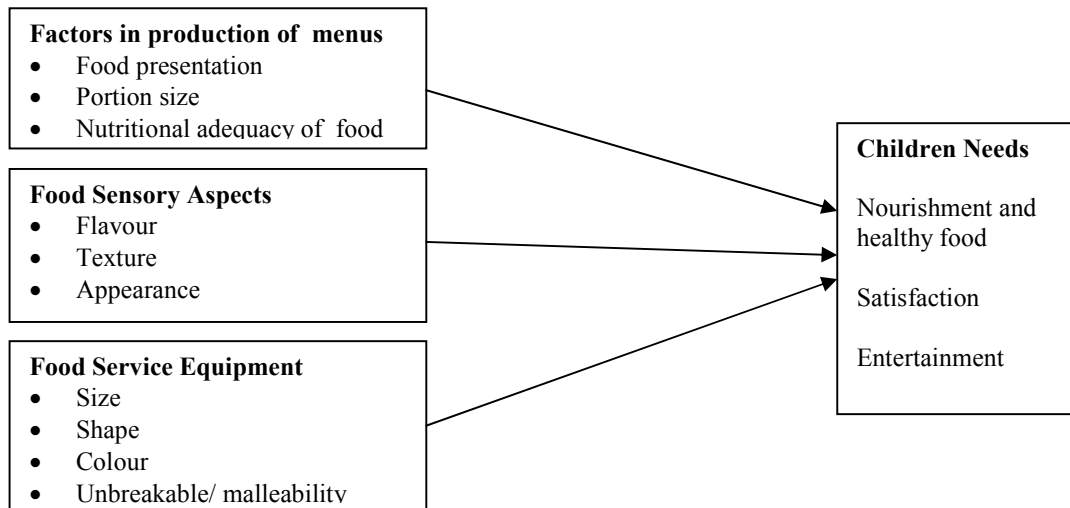 Factors in production of menus
• Food presentation
• Portion size
• Nutritional adequacy of food
Food Sensory Aspects
• Flavour
• Texture
• Appearance
Food Service Equipment
• Size
• Shape
• Colour
• Unbreakable/ malleability
Children Needs
Nourishment and
healthy food
Satisfaction
Entertainment